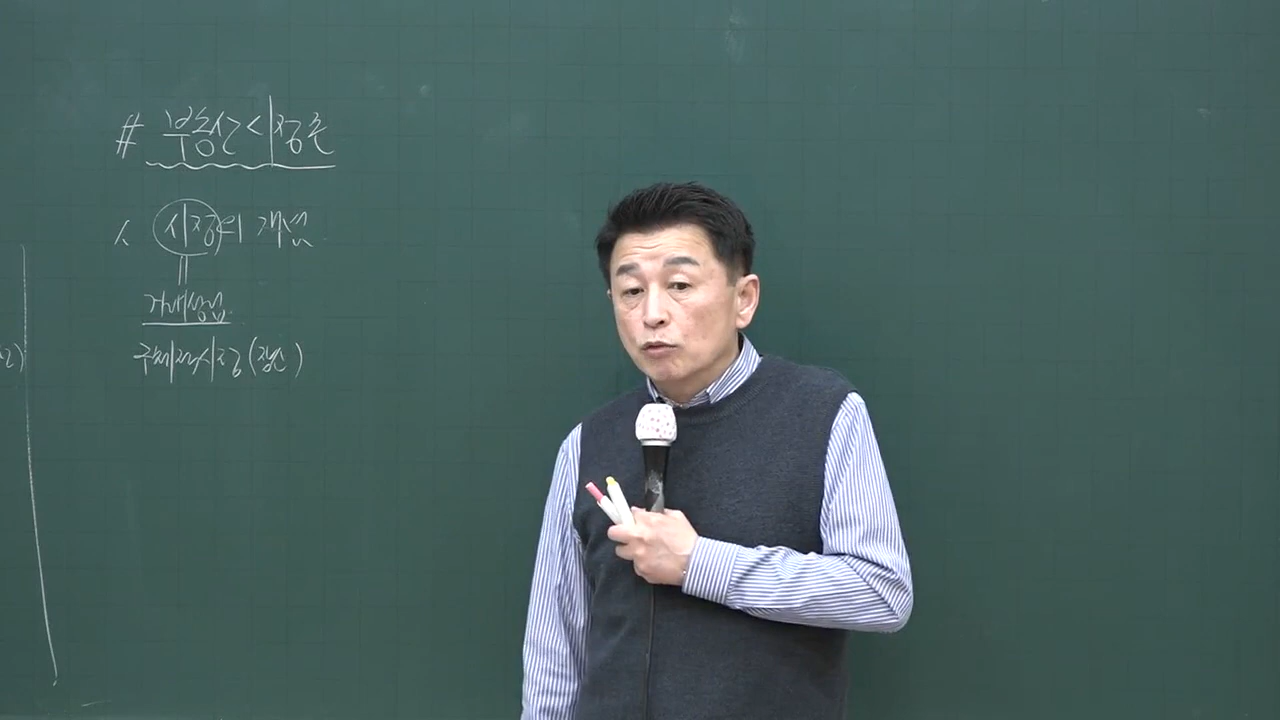 # 부동산 < 시장론
1. 시장의 개념
거래성립
구체적시장(장소)